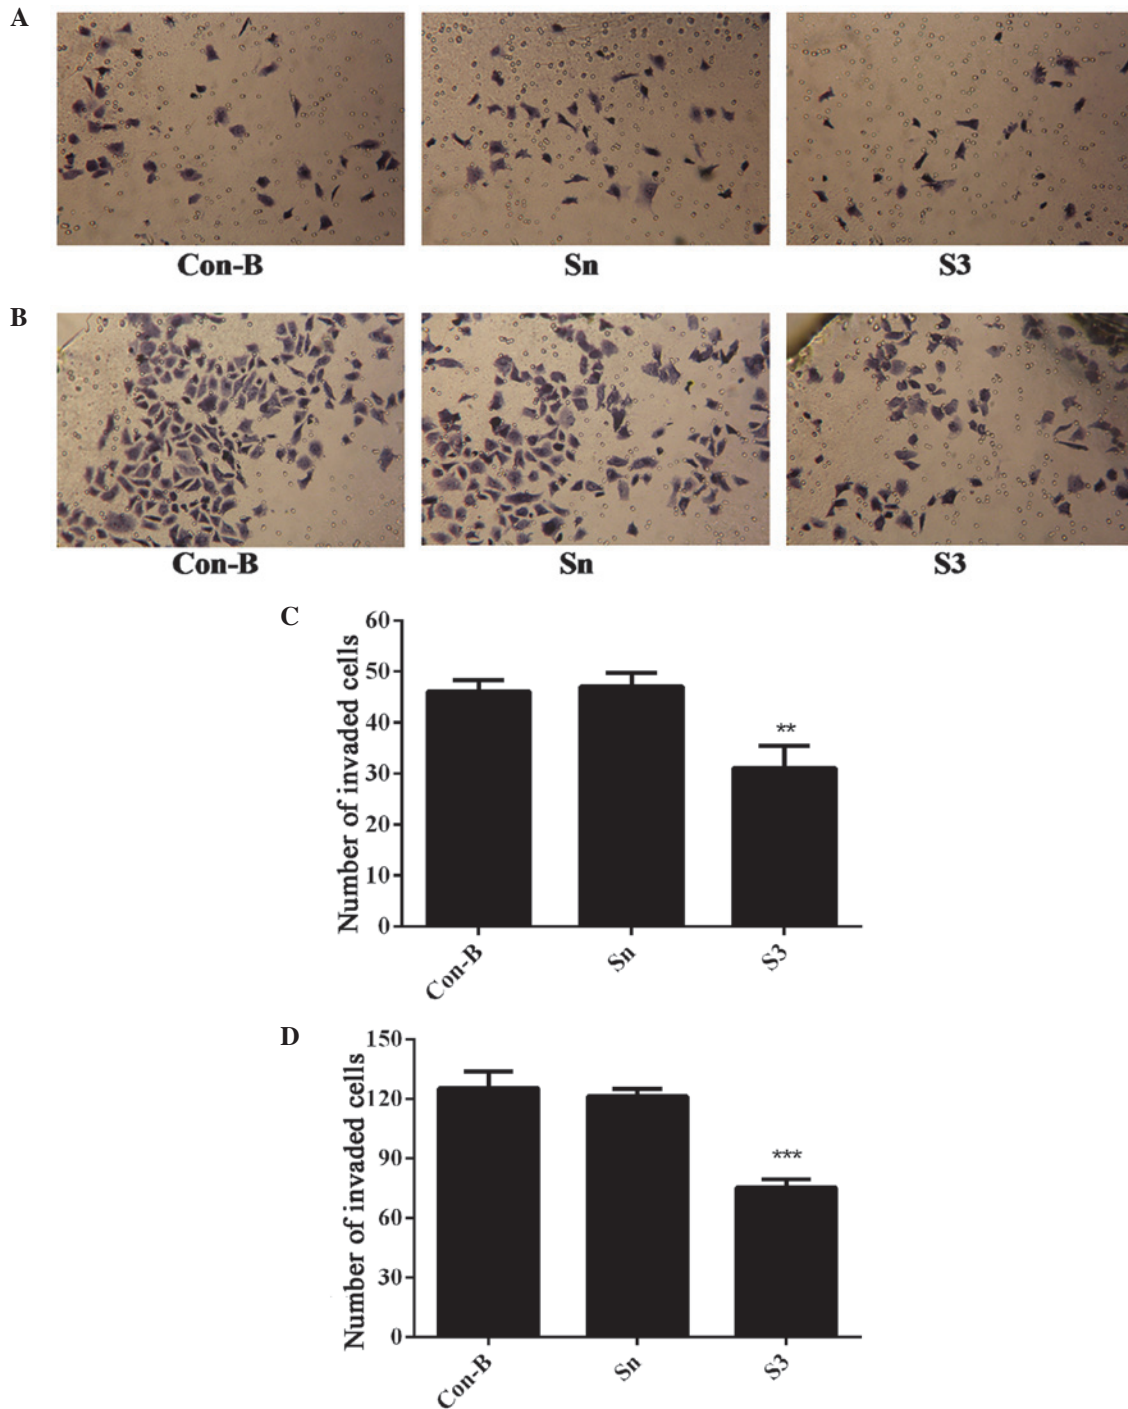 A
Con-B Sn S3
B
Con-B Sn S3
C
Number of invaded cells
60
50
40
30
20
10
0
**
Con-B Sn S3
D
Number of invaded cells
150
120
90
60
30
0
***
Con-B Sn S3